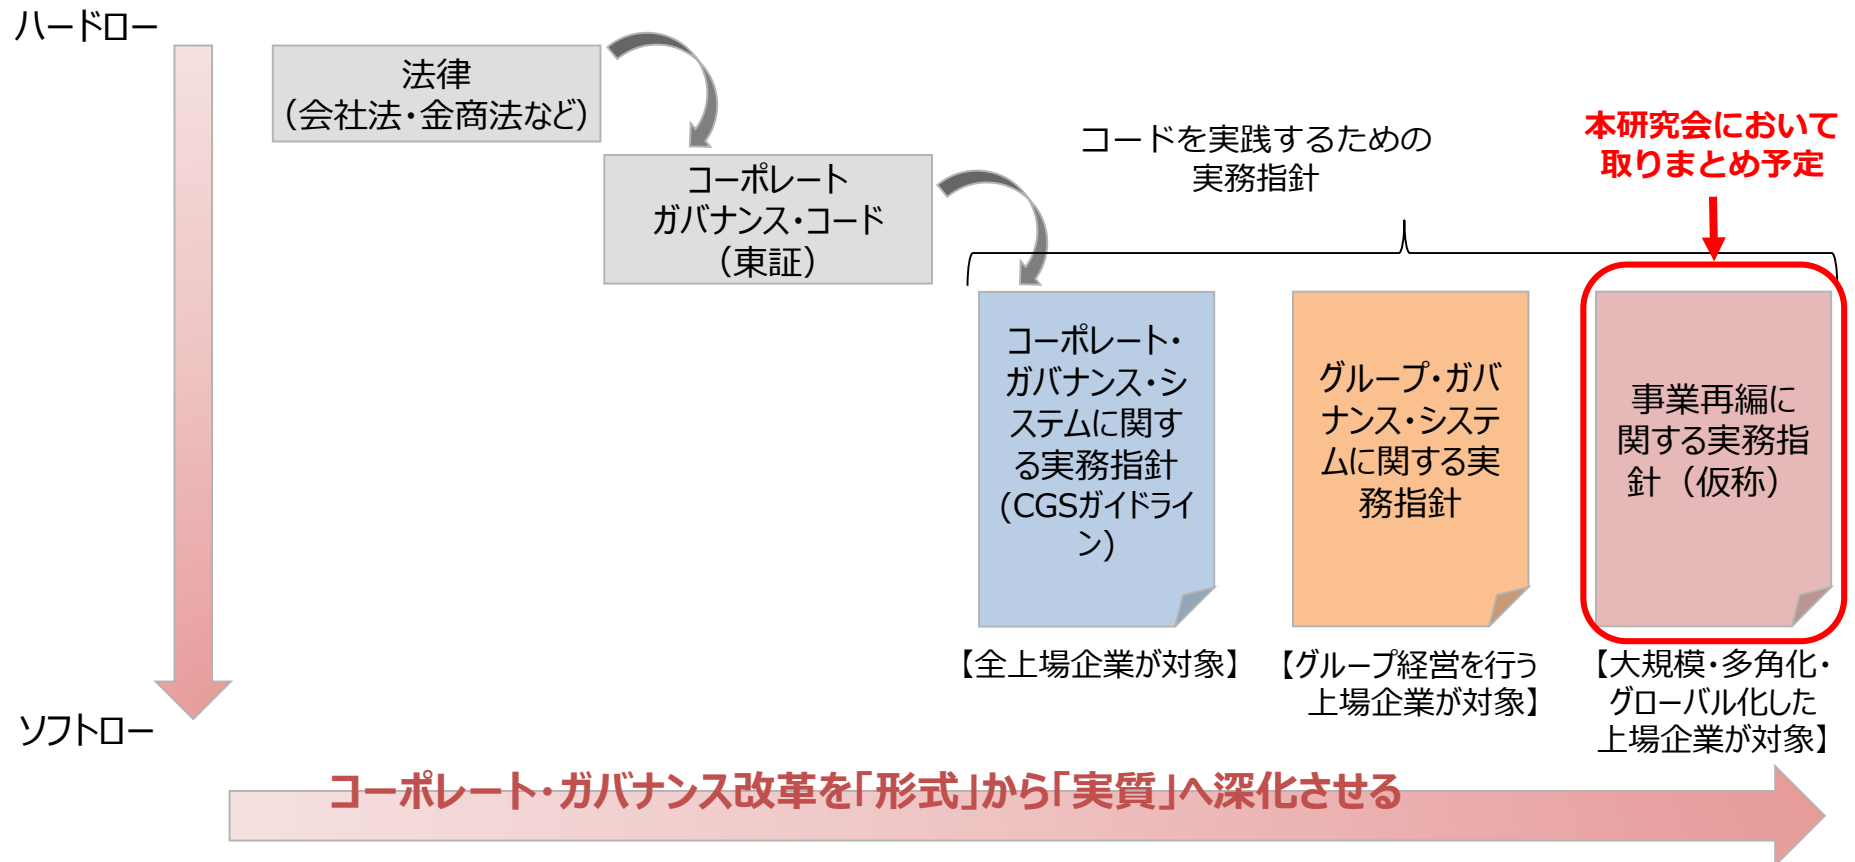 ハードロー
法律
（会社法・金商法など）
コーポレート
ガバナンス・コード
（東証）
コードを実践するための
実務指針
本研究会において
取りまとめ予定
コーポレート・
ガバナンス・シ
ステムに関す
る実務指針
(CGSガイドライ
ン)
グループ・ガバ
ナンス・システ
ムに関する実
務指針
事業再編に
関する実務指
針（仮称）
【全上場企業が対象】
【グループ経営を行う
上場企業が対象】
【大規模・多角化・
グローバル化した
上場企業が対象】
ソフトロー
コーポレート・ガバナンス改革を「形式」から「実質」へ深化させる